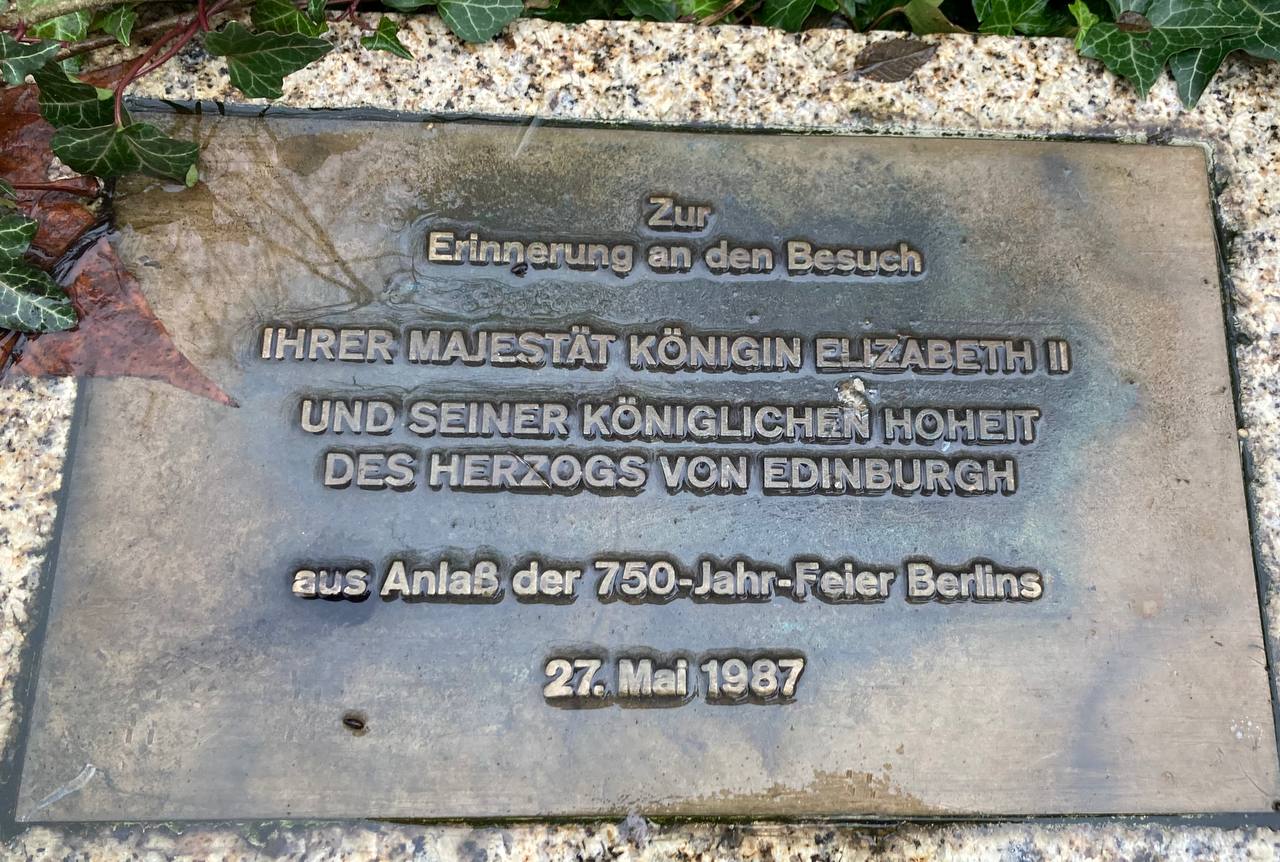 Zur
Erinnerung an den Besuch
IHRER MAJESTÄT KÖNIGIN ELIZABETH II
UND SEINER KÖNIGLICHEN HOHEIT
DES HERZOGS VON EDINBURGH
aus Anlaß der 750-Jahr-Feier Berlins
27. Mai 1987